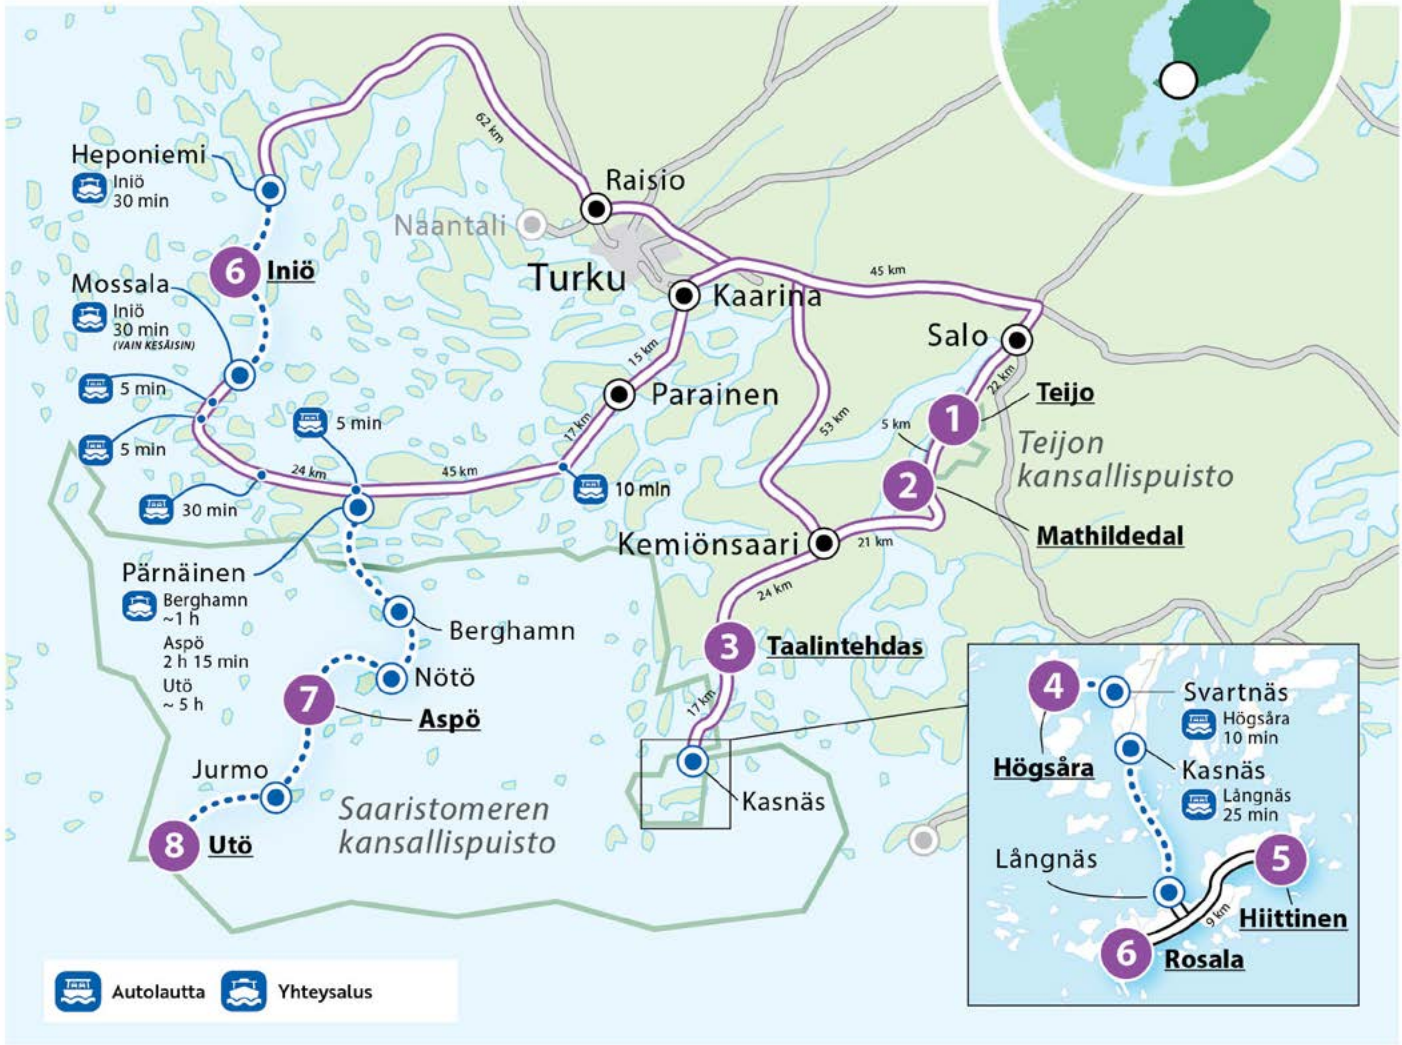 62 km
Heponiemi
Iniö
30 min
Raisio
Naantali
6
Iniö
Turku
45 km
Mossala
Iniö
30 min
(VAIN KESÄISIN)
Kaarina
Salo
15 km
22 km
5 min
Parainen
1
Teijo
5 min
17 km
53 km
5 km
5 min
Teijon
kansallispuisto
24 km
45 km
10 min
2
30 min
Mathildedal
Kemiönsaari
21 km
Pärnäinen
Berghamn
~1 h
Aspö
2 h 15 min
Utö
~ 5 h
24 km
Berghamn
3
Taalintehdas
Nötö
7
Aspö
17 km
Jurmo
Kasnäs
Saaristomeren
kansallispuisto
8
Utö
4
Svartnäs
Högsåra
10 min
Högsåra
Kasnäs
Långnäs
25 min
Långnäs
5
9 km
Hiittinen
6
Rosala
Autolautta
Yhteysalus